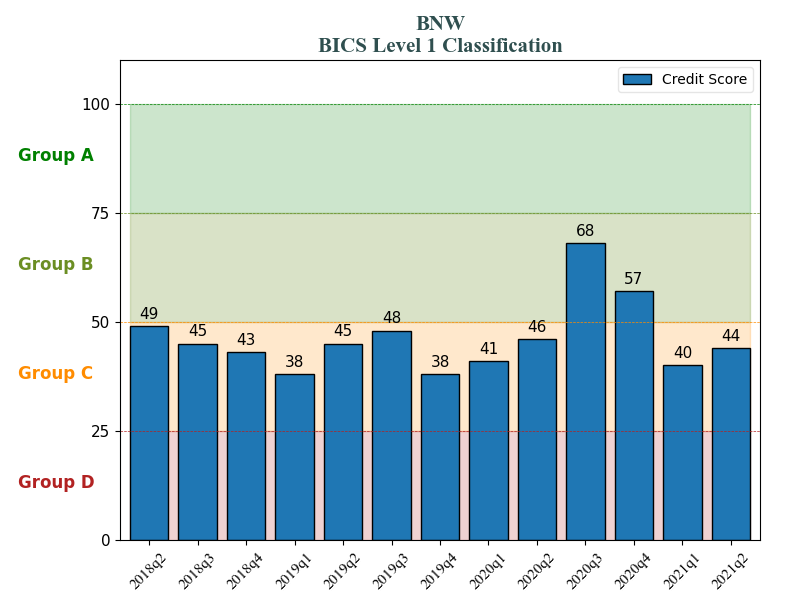 BNW
BICS Level 1 Classification
Credit Score
100
Group A
75
68
Group B
57
50
49
45
43
38
45
48
38
41
46
40
44
Group C
25
Group D
0
2018q2
2018q3
2018q4
2019q1
2019q2
2019q3
2019q4
2020q1
2020q2
2020q3
2020q4
2021q1
2021q2